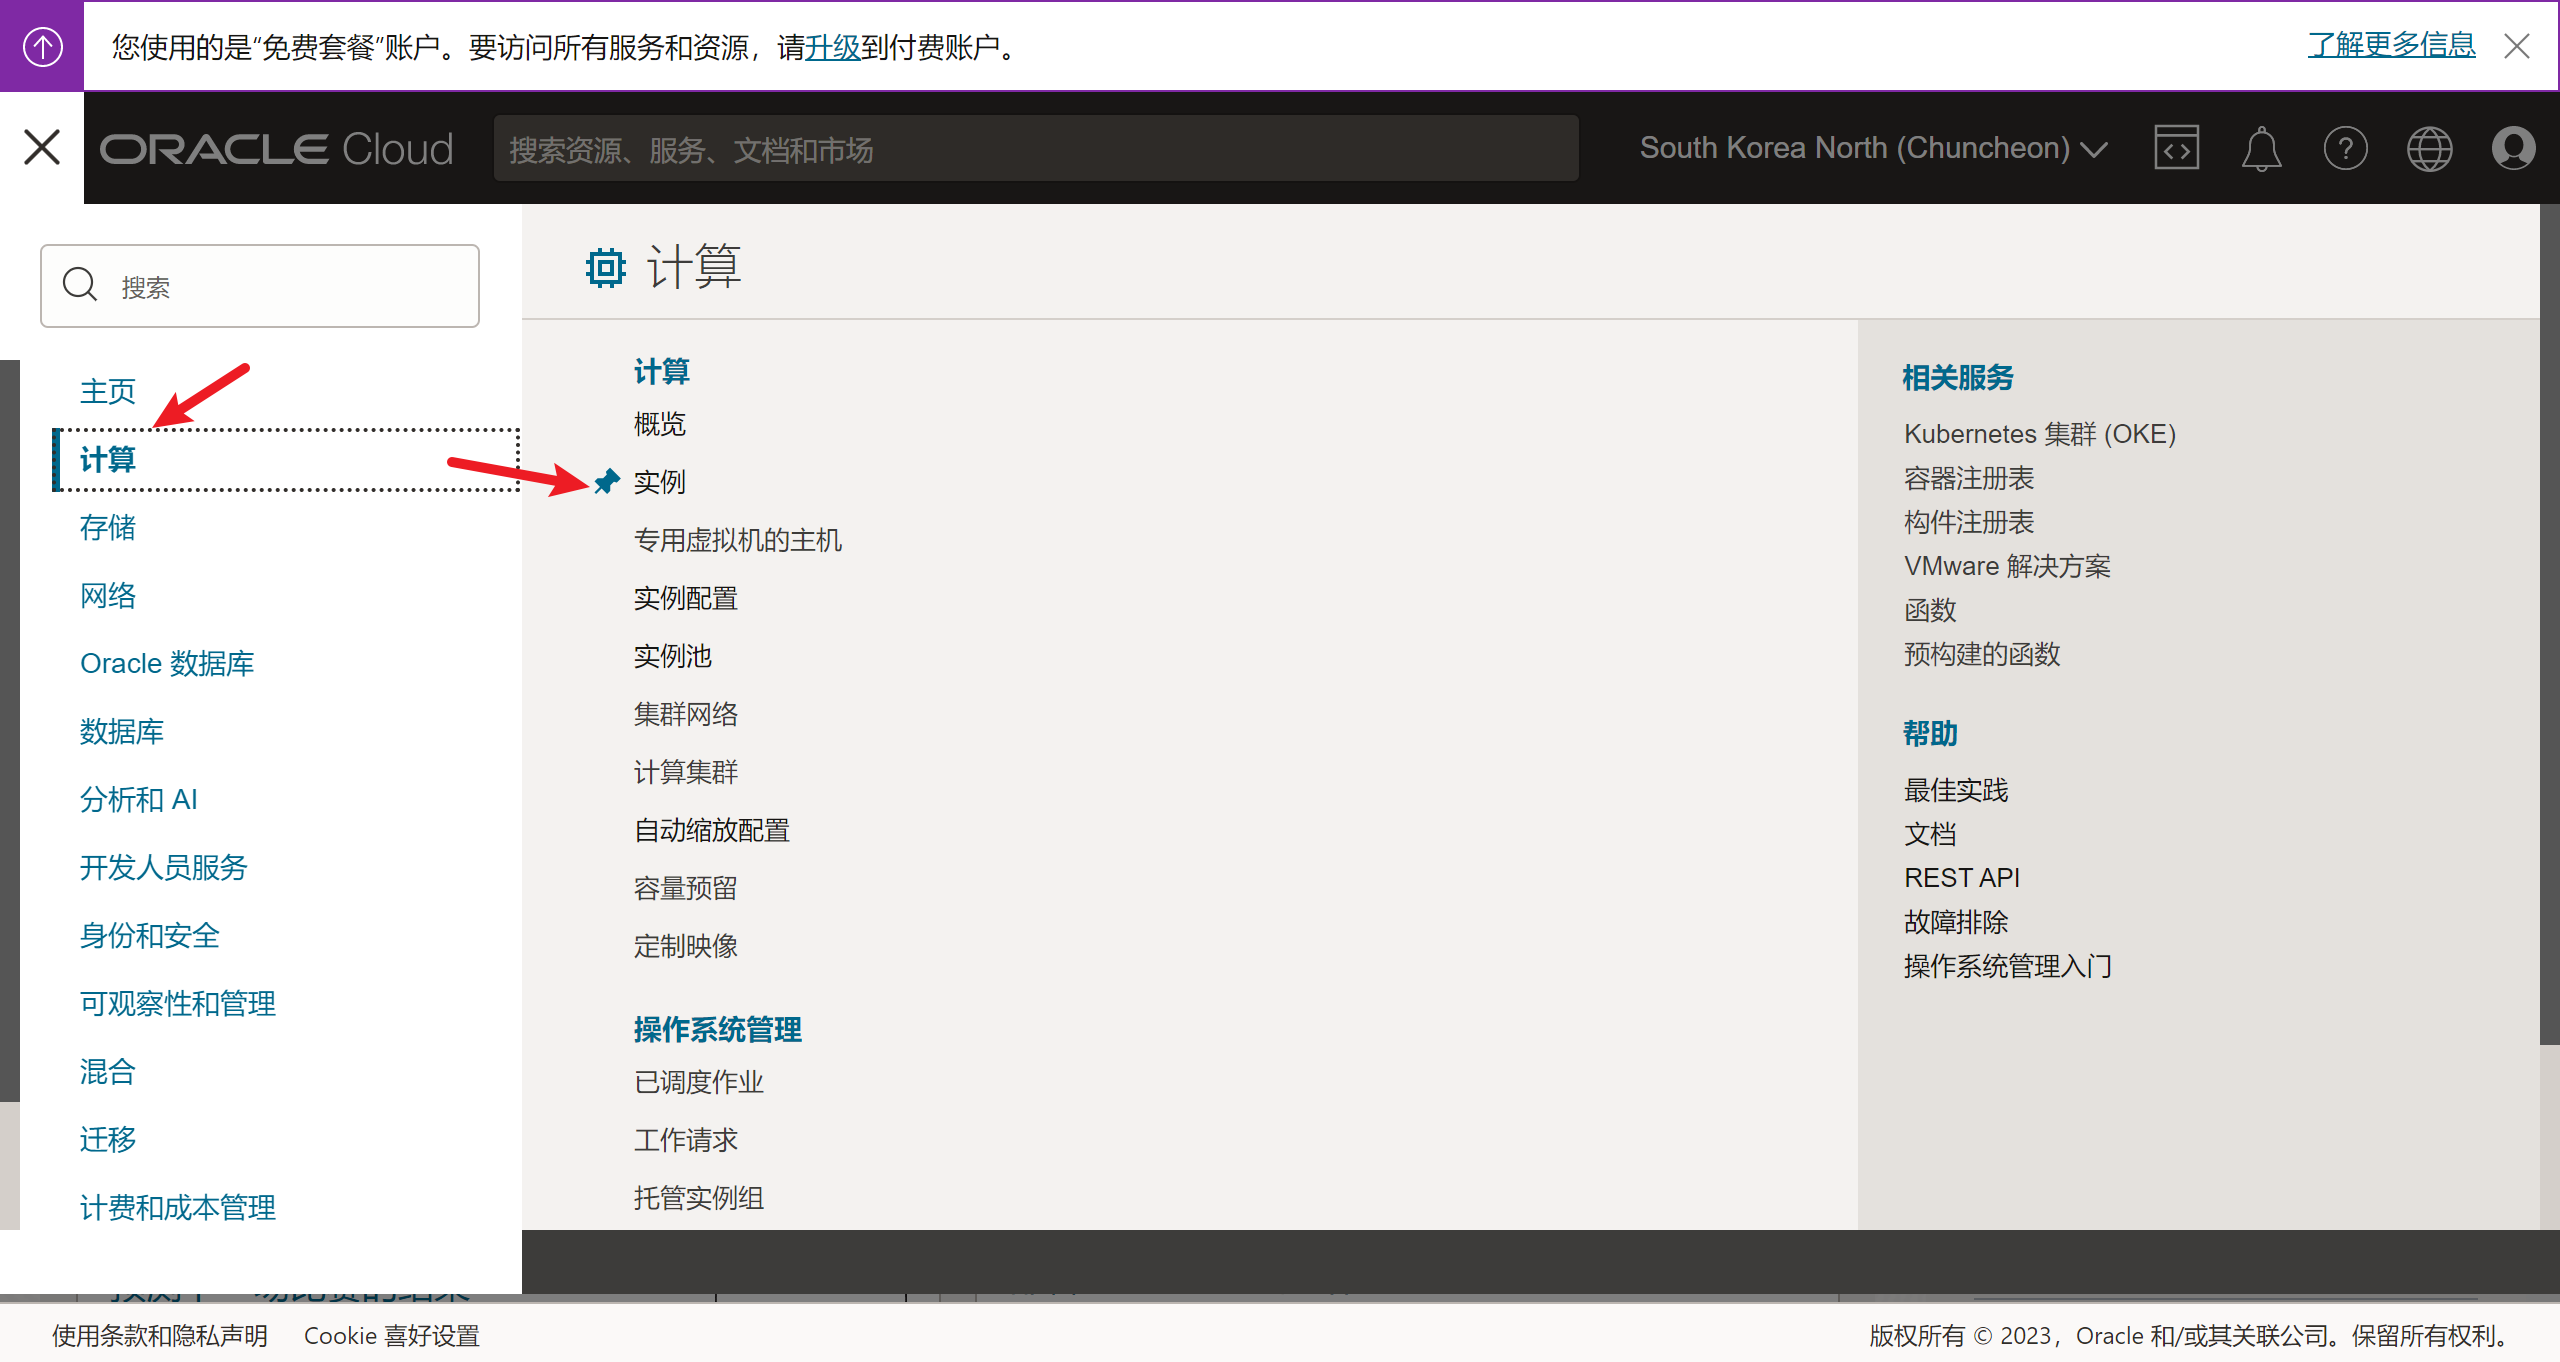 您使用的是“免费套餐”账户。要访问所有服务和资源，请升级到付费账户。
了解更多信息
ORACLE Cloud
搜索资源、服务、文档和市场
South Korea North (Chuncheon)
搜索
主页
计算
存储
网络
Oracle 数据库
数据库
分析和 AI
开发人员服务
身份和安全
可观察性和管理
混合
迁移
计费和成本管理
计算
计算
概览
实例
专用虚拟机的主机
实例配置
实例池
集群网络
计算集群
自动缩放配置
容量预留
定制映像
操作系统管理
已调度作业
工作请求
托管实例组
相关服务
Kubernetes 集群 (OKE)
容器注册表
构件注册表
VMware 解决方案
函数
预构建的函数
帮助
最佳实践
文档
REST API
故障排除
操作系统管理入门
使用条款和隐私声明
Cookie 喜好设置
版权所有 © 2023，Oracle 和/或其关联公司。保留所有权利。